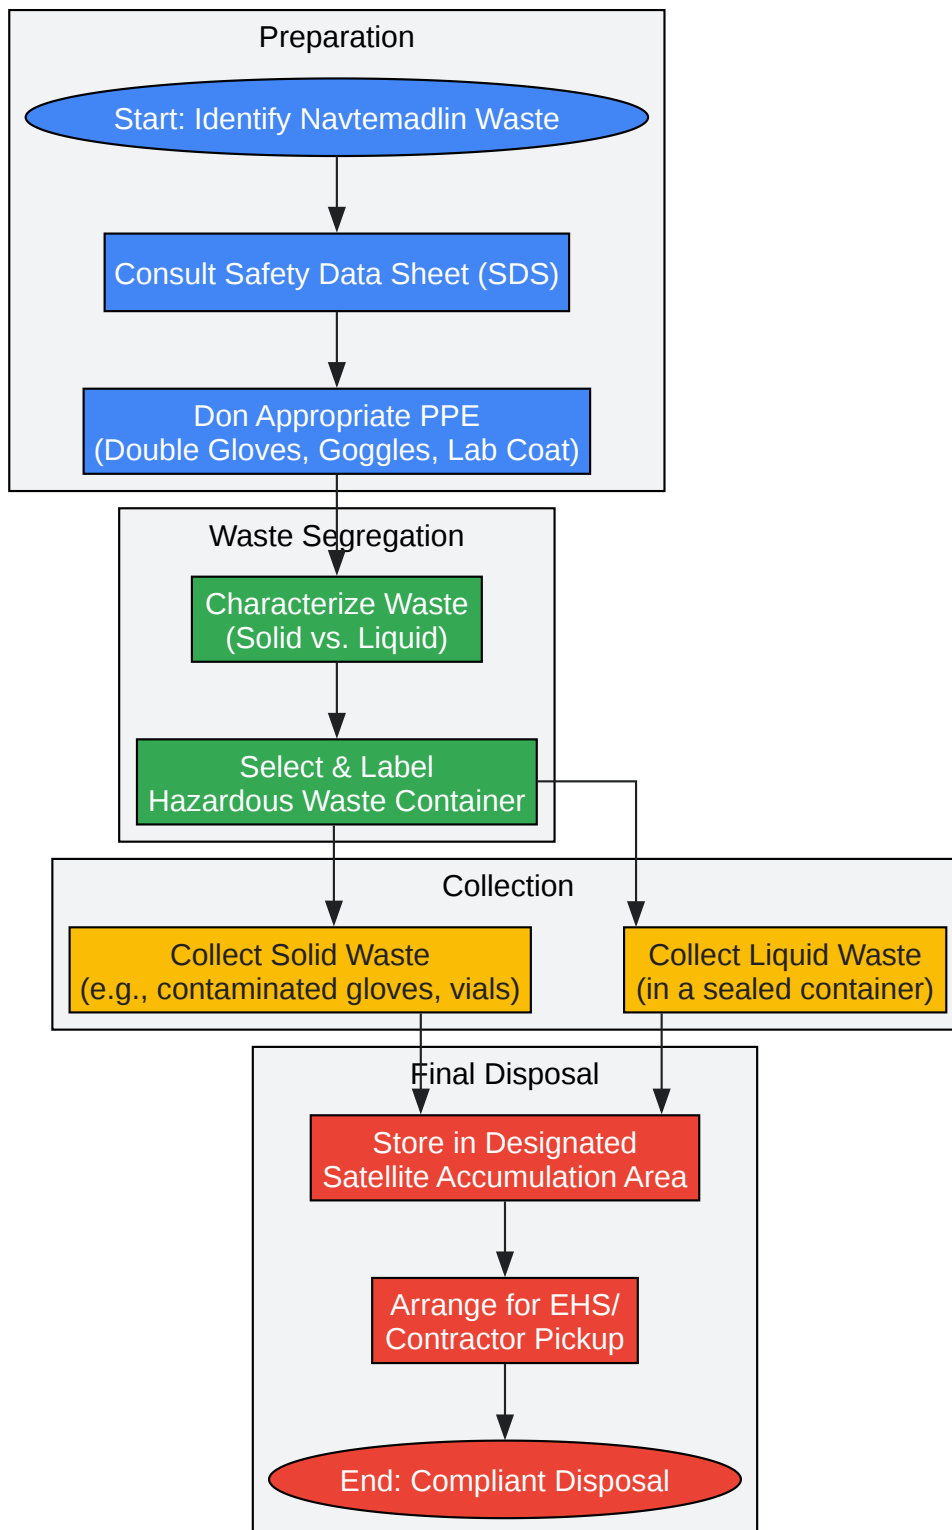 Preparation
Start: Identify Navtemadlin Waste
Consult Safety Data Sheet (SDS)
Don Appropriate PPE
(Double Gloves, Goggles, Lab Coat)
Waste Segregation
Characterize Waste
(Solid vs. Liquid)
Select & Label
Hazardous Waste Container
Collection
Collect Solid Waste
(e.g., contaminated gloves, vials)
Collect Liquid Waste
(in a sealed container)
Final Disposal
Store in Designated
Satellite Accumulation Area
Arrange for EHS/
Contractor Pickup
End: Compliant Disposal